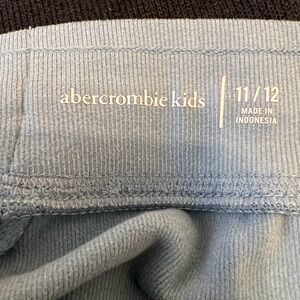 abercrombie kids
11 / 12
MADE IN
INDONESIA